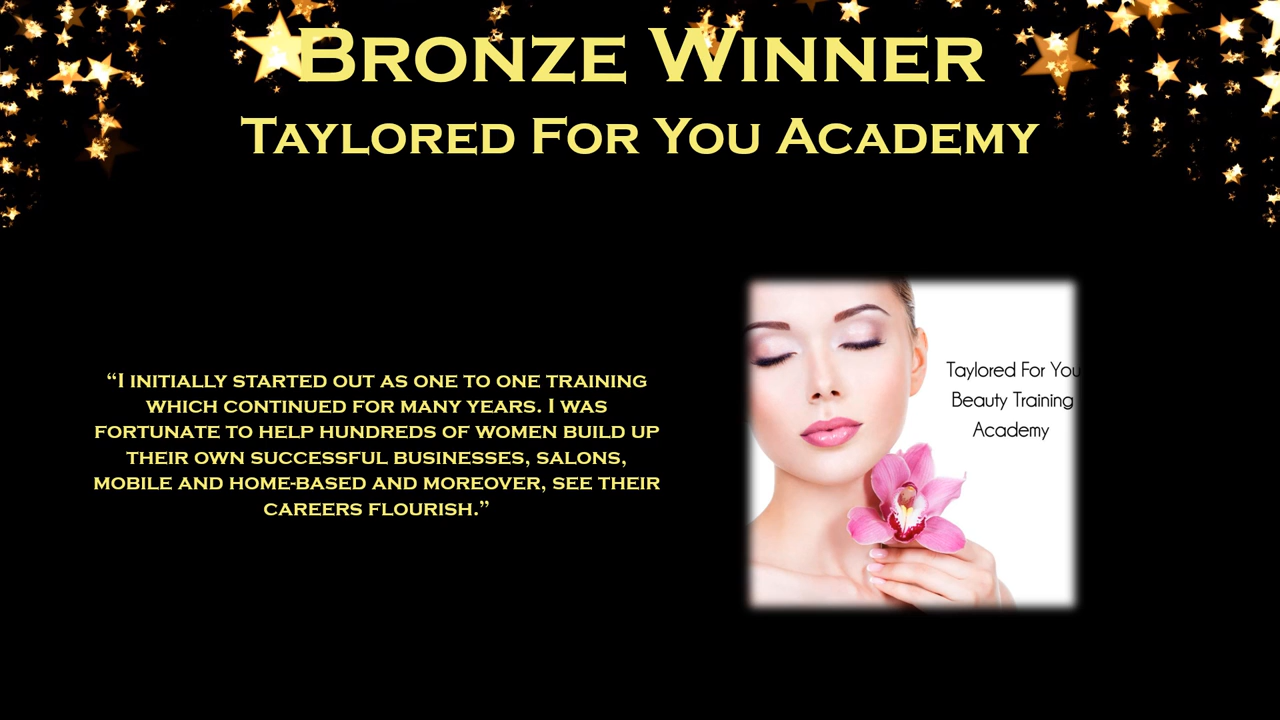 Bronze Winner
Taylored For You Academy
“I initially started out as one to one training
which continued for many years. I was
fortunate to help hundreds of women build up
their own successful businesses, salons,
mobile and home-based and moreover, see their
careers flourish.”
Taylored For You
Beauty Training
Academy